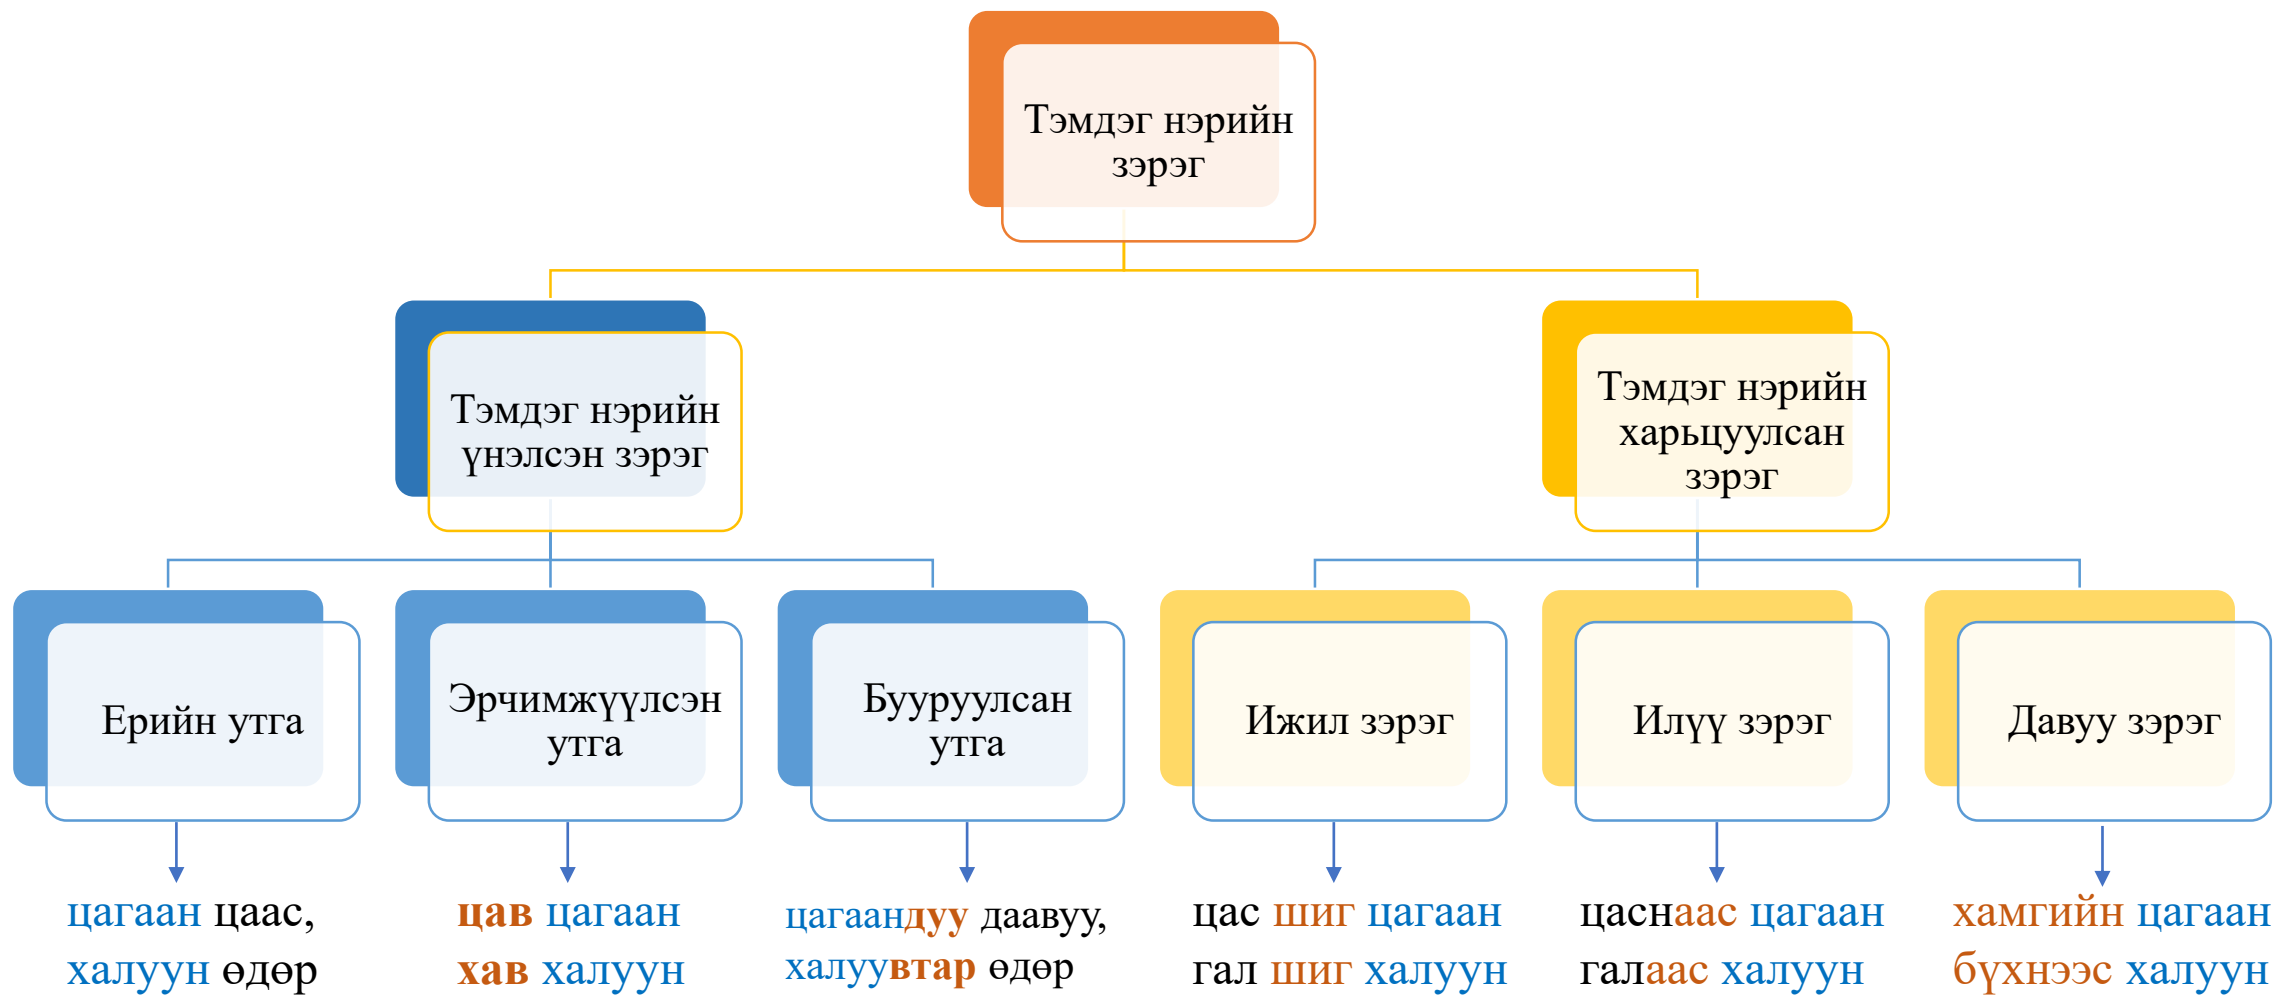 Тэмдэг нэрийн
зэрэг
Тэмдэг нэрийн
үнэлсэн зэрэг
Тэмдэг нэрийн
харьцуулсан
зэрэг
Ерийн утга
Эрчимжүүлсэн
утга
Бууруулсан
утга
Ижил зэрэг
Илүү зэрэг
Давуу зэрэг
цагаан цаас,
халуун өдөр
цав цагаан
хав халуун
цагаандуу даавуу,
халуувтар өдөр
цас шиг цагаан
гал шиг халуун
цаснаас цагаан
галаас халуун
хамгийн цагаан
бүхнээс халуун